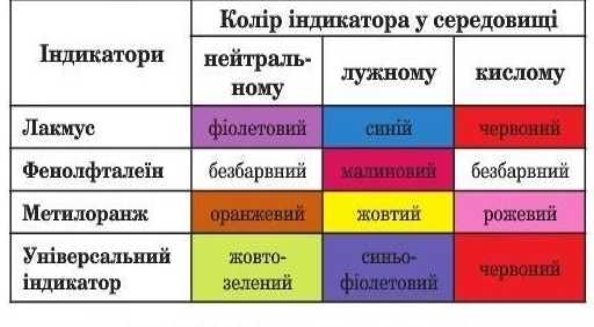 Колір індикатора у середовищі
Індикатори
нейтраль-
ному
лужному
кислому
Лакмус
фіолетовий
синій
червоний
Фенолфталеїн
безбарвний
малиновий
безбарвний
Метилоранж
оранжевий
жовтий
рожевий
Універсальний
індикатор
жовто-
зелений
синьо-
фіолетовий
червоний